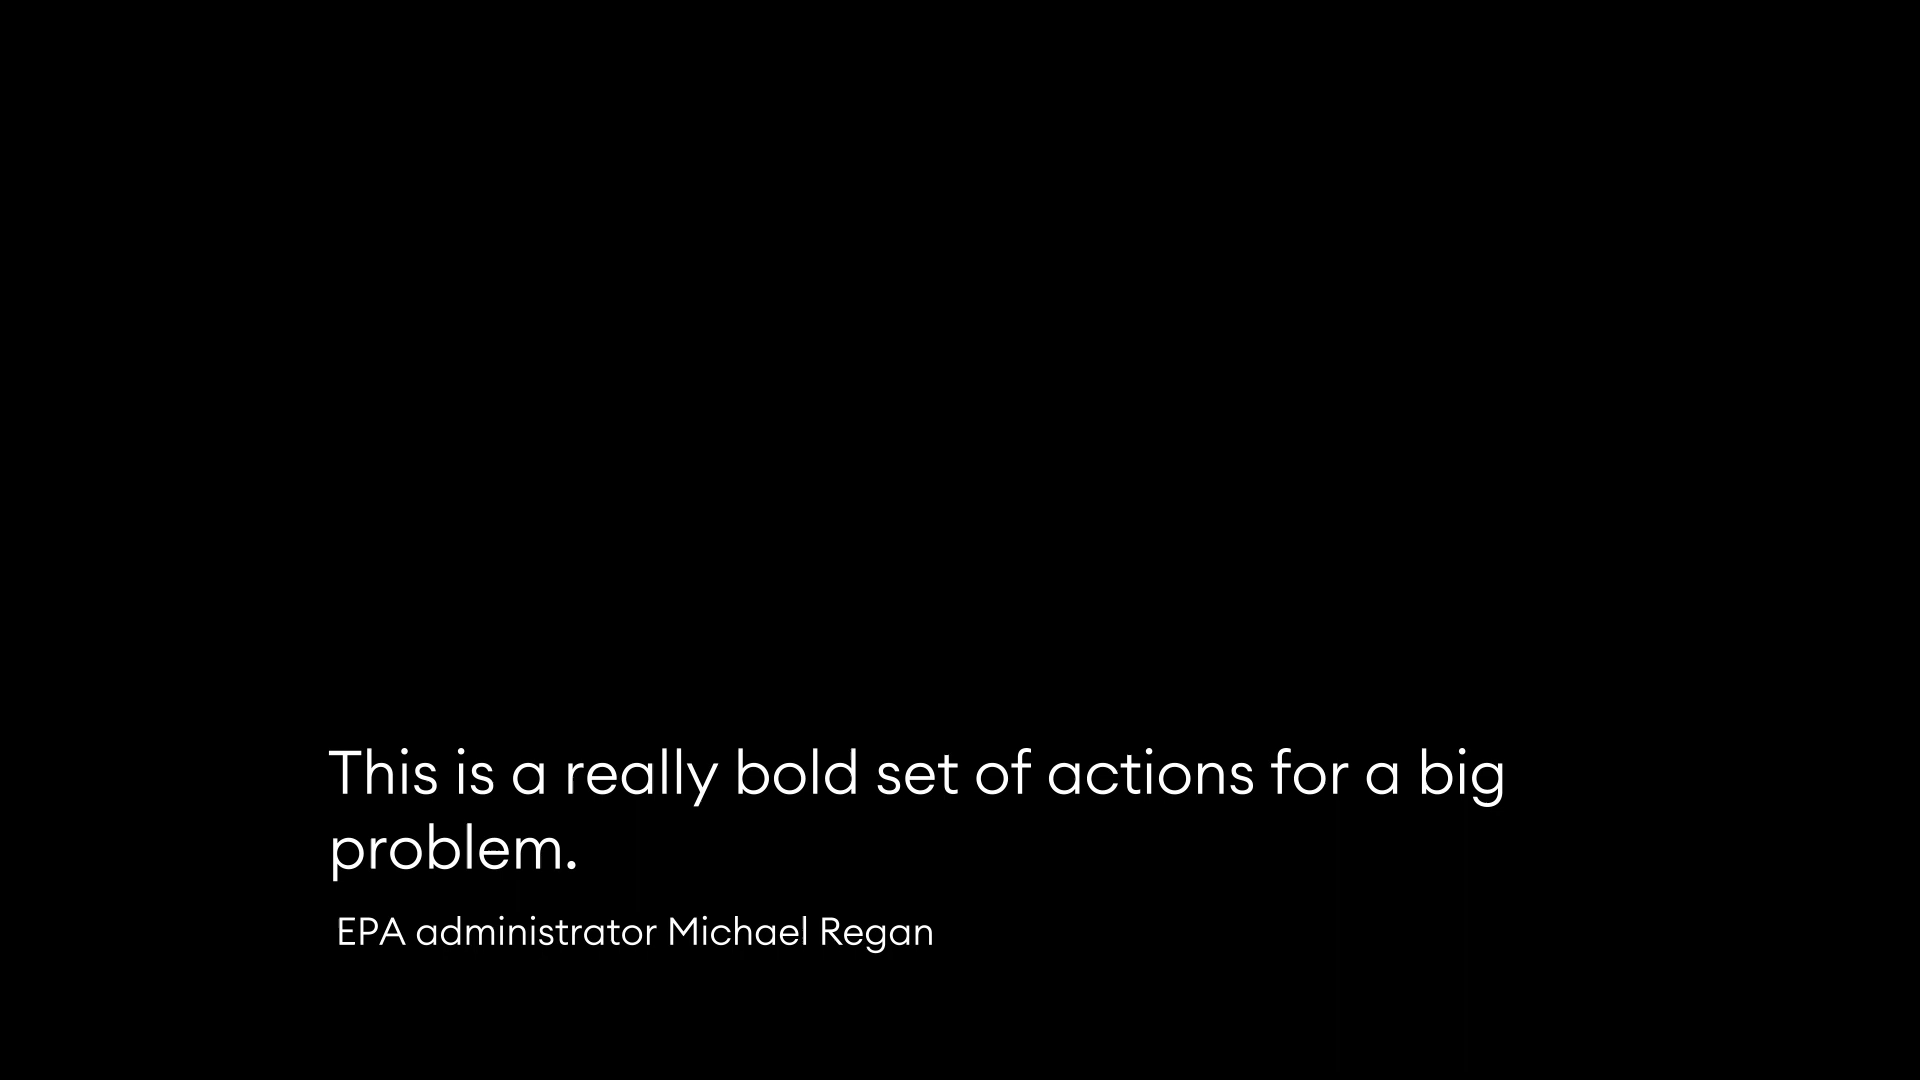 This is a really bold set of actions for a big
problem.
EPA administrator Michael Regan